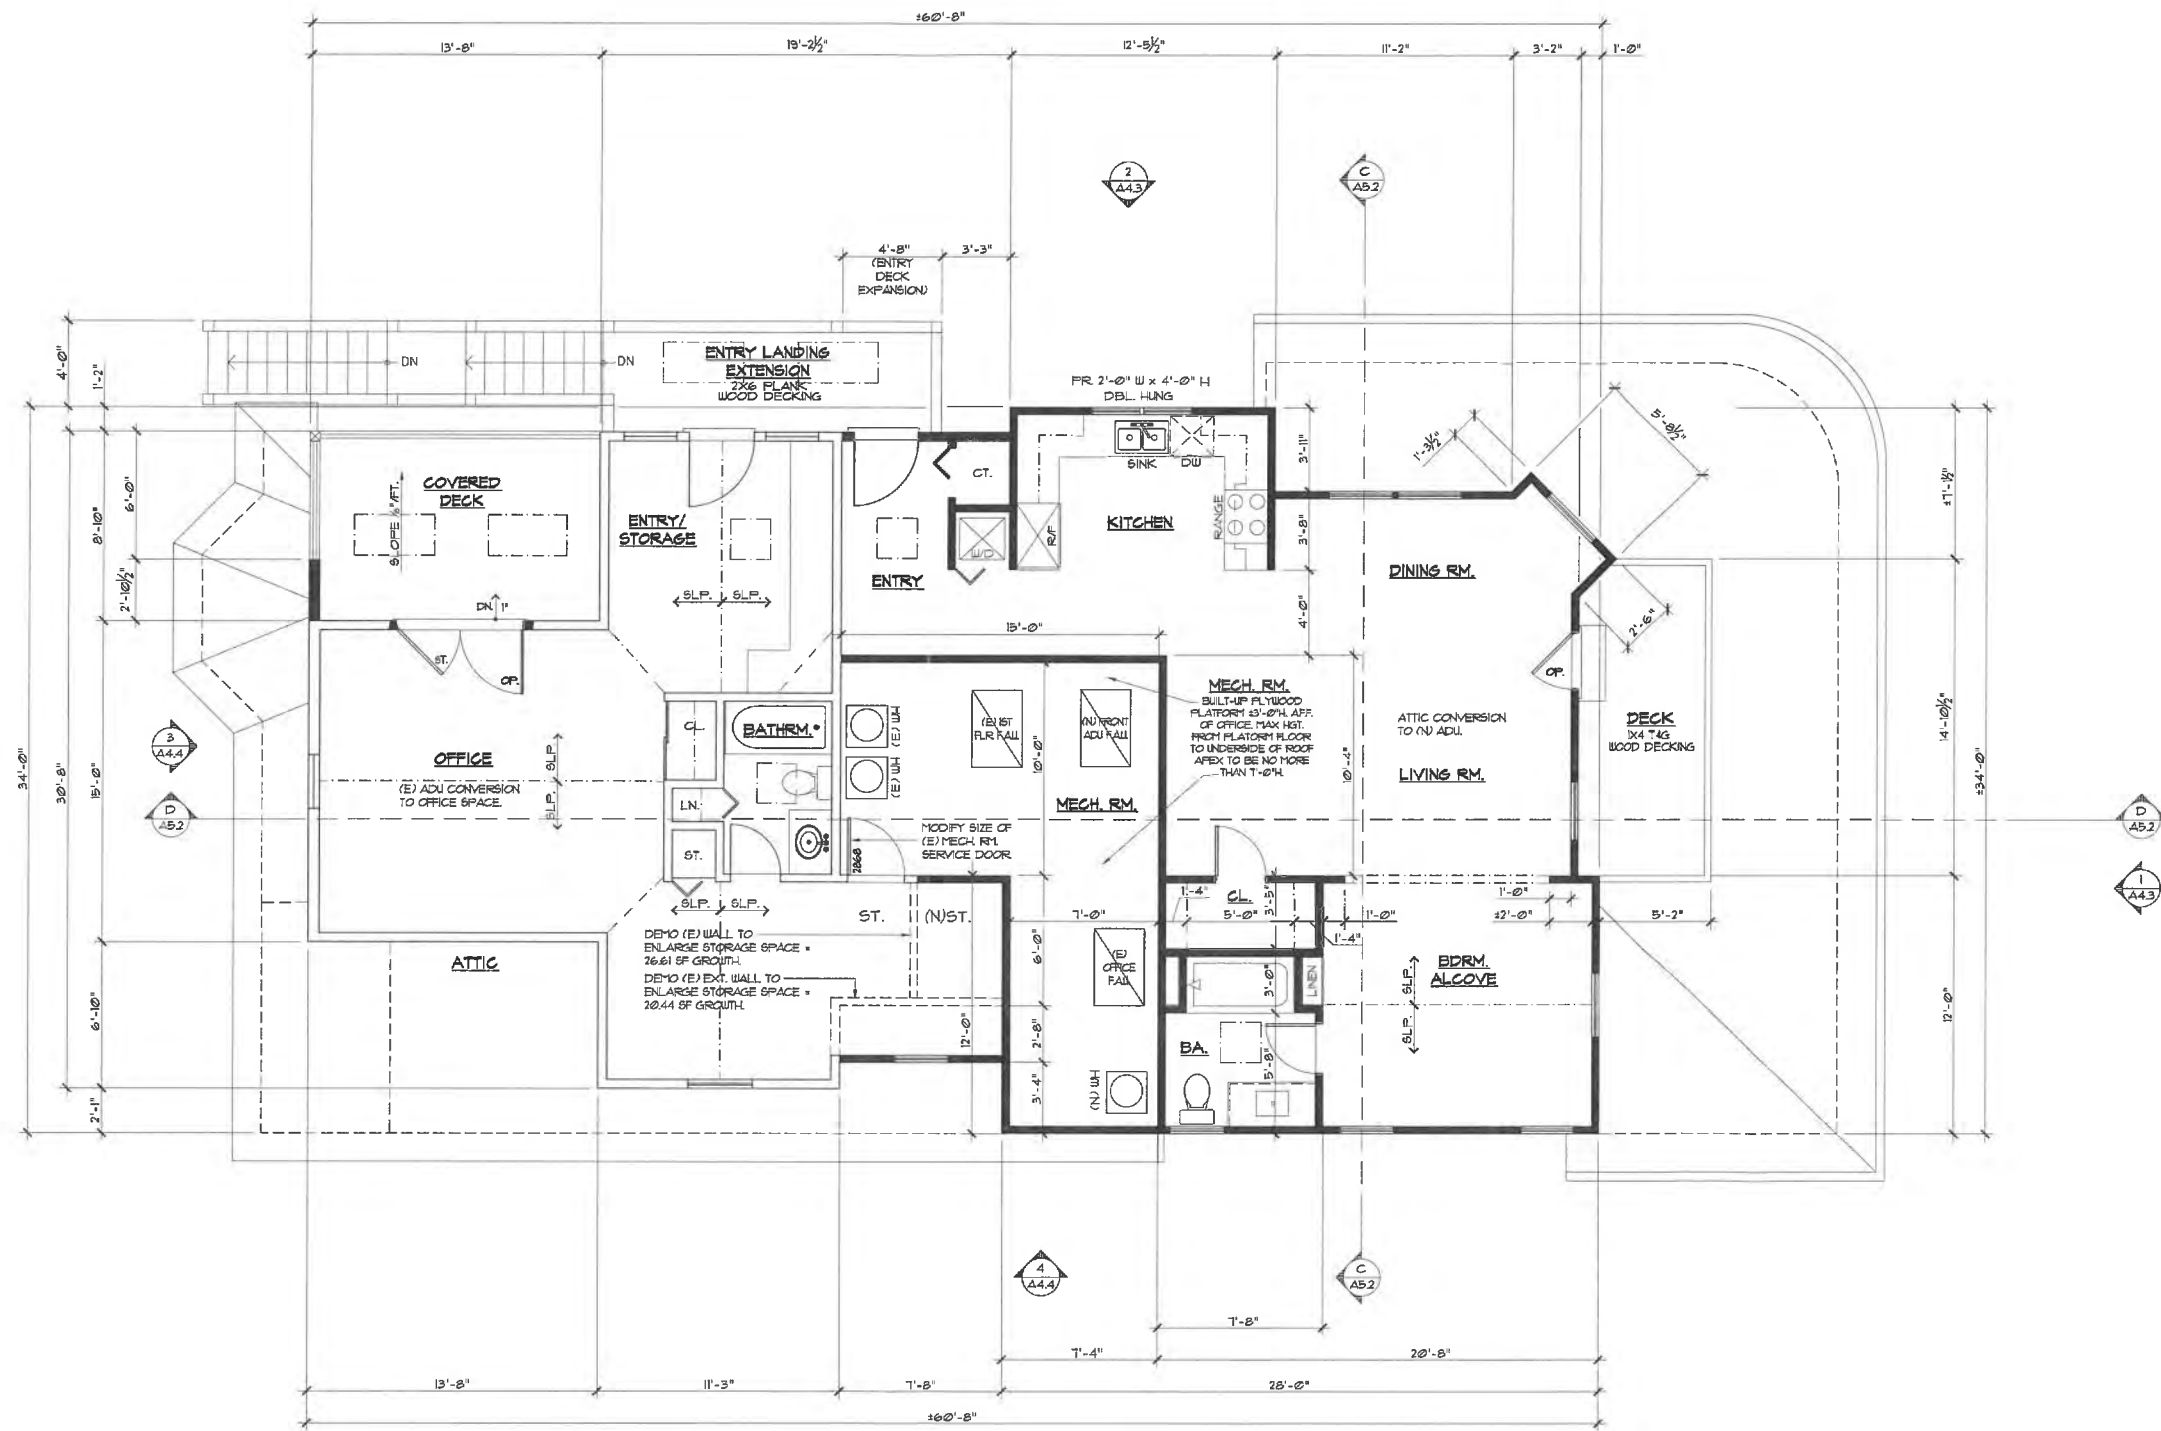 ±60'-8"
13'-8"
19'-2½"
12'-5½"
11'-2"
3'-2"
1'-0"
2
A4.3
C
A5.2
4'-8"
3'-3"
(ENTRY
DECK
EXPANSION)
4'-0"
1'-2"
DN
DN
ENTRY LANDING
EXTENSION
2X6 PLANK
WOOD DECKING
PR. 2'-0" W x 4'-0" H
DBL. HUNG
5'-8½"
1'-3½"
34'-0"
30'-8"
8'-10"
6'-0"
2'-10½"
15'-0"
6'-10"
2'-1"
COVERED
DECK
SLOPE ⅛"/FT.
DN. 1"
ENTRY/
STORAGE
SLP.
SLP.
CT.
E/D
ENTRY
SINK
DW
R/F
KITCHEN
RANGE
3'-11"
3'-8"
4'-0"
DINING RM.
2'-6"
±7'-1½"
14'-10½"
±34'-0"
12'-0"
15'-0"
ST.
OP.
OP.
MECH. RM.
BUILT-UP PLYWOOD
PLATFORM ±3'-0"H. AFF.
OF OFFICE. MAX HGT.
FROM PLATORM FLOOR
TO UNDERSIDE OF ROOF
APEX TO BE NO MORE
THAN 7'-0"H.
10'-4"
ATTIC CONVERSION
TO (N) ADU.
LIVING RM.
DECK
1X4 T&G
WOOD DECKING
3
A4.4
D
A5.2
OFFICE
(E) ADU CONVERSION
TO OFFICE SPACE.
SLP.
SLP.
CL.
BATHRM.
LN.
ST.
(E) WH
(E) WH
(E) 1ST
FLR FAU
(N) FRONT
ADU FAU
10'-0"
MECH. RM.
MODIFY SIZE OF
(E) MECH. RM.
SERVICE DOOR
2868
D
A5.2
1
A4.3
SLP.
SLP.
ST.
(N)ST.
7'-0"
1'-4"
CL.
5'-0"
3'-5"
1'-0"
1'-4"
1'-0"
±2'-0"
5'-2"
DEMO (E) WALL TO
ENLARGE STORAGE SPACE =
26.61 SF GROWTH.
DEMO (E) EXT. WALL TO
ENLARGE STORAGE SPACE =
20.44 SF GROWTH.
ATTIC
(E)
OFFICE
FAU
6'-0"
2'-8"
3'-4"
12'-0"
3'-0"
LINEN
BDRM.
ALCOVE
SLP.
SLP.
BA.
5'-8"
(N) WH
4
A4.4
C
A5.2
7'-8"
7'-4"
20'-8"
13'-8"
11'-3"
7'-8"
28'-0"
±60'-8"